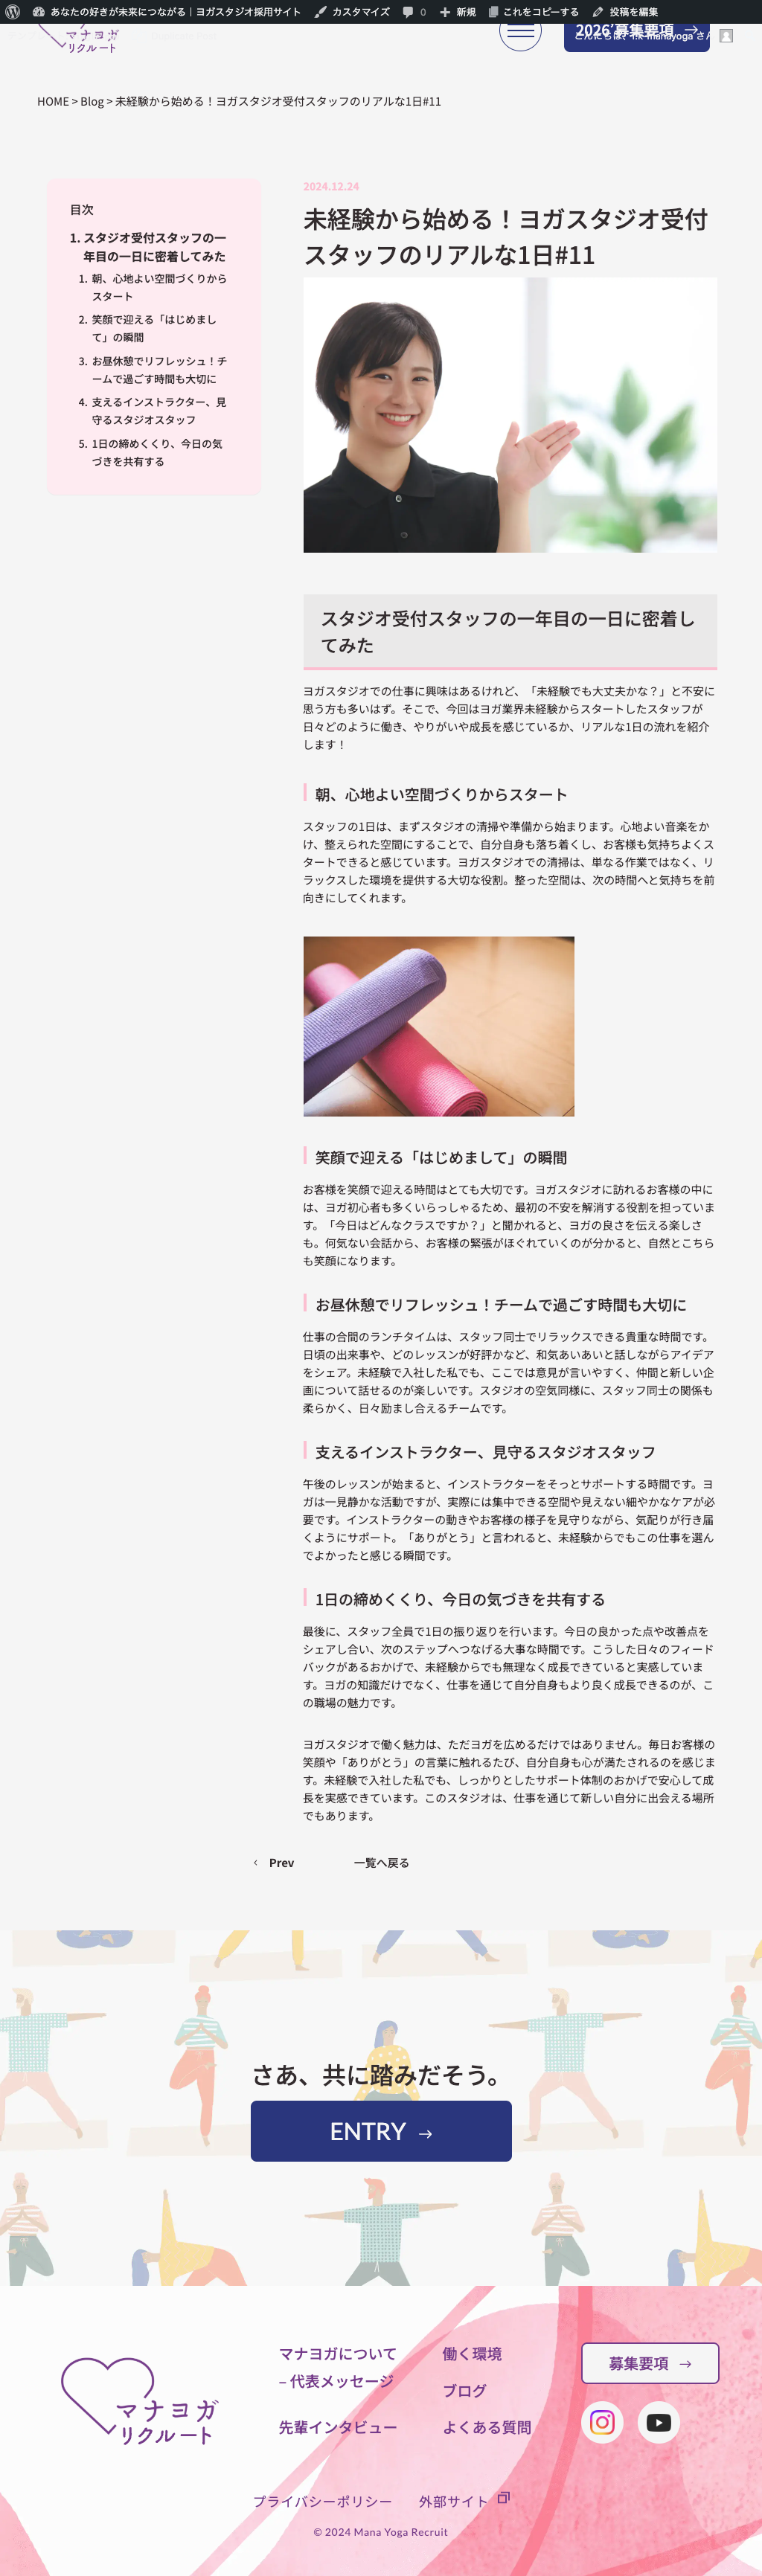 あなたの好きが未来につながる｜ヨガスタジオ採用サイト カスタマイズ 0 新規 これをコピーする 投稿を編集
マナヨガ
リクルート
2026'募集要項 →
HOME > Blog > 未経験から始める！ヨガスタジオ受付スタッフのリアルな1日#11
目次
1. スタジオ受付スタッフの一
年目の一日に密着してみた
1. 朝、心地よい空間づくりから
スタート
2. 笑顔で迎える「はじめまし
て」の瞬間
3. お昼休憩でリフレッシュ！チ
ームで過ごす時間も大切に
4. 支えるインストラクター、見
守るスタジオスタッフ
5. 1日の締めくくり、今日の気
づきを共有する
2024.12.24
未経験から始める！ヨガスタジオ受付
スタッフのリアルな1日#11
スタジオ受付スタッフの一年目の一日に密着し
てみた
ヨガスタジオでの仕事に興味はあるけれど、「未経験でも大丈夫かな？」と不安に
思う方も多いはず。そこで、今回はヨガ業界未経験からスタートしたスタッフが
日々どのように働き、やりがいや成長を感じているか、リアルな1日の流れを紹介
します！
朝、心地よい空間づくりからスタート
スタッフの1日は、まずスタジオの清掃や準備から始まります。心地よい音楽をか
け、整えられた空間にすることで、自分自身も落ち着くし、お客様も気持ちよくス
タートできると感じています。ヨガスタジオでの清掃は、単なる作業ではなく、リ
ラックスした環境を提供する大切な役割。整った空間は、次の時間へと気持ちを前
向きにしてくれます。
笑顔で迎える「はじめまして」の瞬間
お客様を笑顔で迎える時間はとても大切です。ヨガスタジオに訪れるお客様の中に
は、ヨガ初心者も多くいらっしゃるため、最初の不安を解消する役割を担っていま
す。「今日はどんなクラスですか？」と聞かれると、ヨガの良さを伝える楽しさ
も。何気ない会話から、お客様の緊張がほぐれていくのが分かると、自然とこちら
も笑顔になります。
お昼休憩でリフレッシュ！チームで過ごす時間も大切に
仕事の合間のランチタイムは、スタッフ同士でリラックスできる貴重な時間です。
日頃の出来事や、どのレッスンが好評かなど、和気あいあいと話しながらアイデア
をシェア。未経験で入社した私でも、ここでは意見が言いやすく、仲間と新しい企
画について話せるのが楽しいです。スタジオの空気同様に、スタッフ同士の関係も
柔らかく、日々励まし合えるチームです。
支えるインストラクター、見守るスタジオスタッフ
午後のレッスンが始まると、インストラクターをそっとサポートする時間です。ヨ
ガは一見静かな活動ですが、実際には集中できる空間や見えない細やかなケアが必
要です。インストラクターの動きやお客様の様子を見守りながら、気配りが行き届
くようにサポート。「ありがとう」と言われると、未経験からでもこの仕事を選ん
でよかったと感じる瞬間です。
1日の締めくくり、今日の気づきを共有する
最後に、スタッフ全員で1日の振り返りを行います。今日の良かった点や改善点を
シェアし合い、次のステップへつなげる大事な時間です。こうした日々のフィード
バックがあるおかげで、未経験からでも無理なく成長できていると実感していま
す。ヨガの知識だけでなく、仕事を通じて自分自身もより良く成長できるのが、こ
の職場の魅力です。
ヨガスタジオで働く魅力は、ただヨガを広めるだけではありません。毎日お客様の
笑顔や「ありがとう」の言葉に触れるたび、自分自身も心が満たされるのを感じま
す。未経験で入社した私でも、しっかりとしたサポート体制のおかげで安心して成
長を実感できています。このスタジオは、仕事を通じて新しい自分に出会える場所
でもあります。
Prev 一覧へ戻る
さあ、共に踏みだそう。
ENTRY →
マナヨガ
リクルート
マナヨガについて
– 代表メッセージ
先輩インタビュー
働く環境
ブログ
よくある質問
募集要項 →
プライバシーポリシー 外部サイト
© 2024 Mana Yoga Recruit